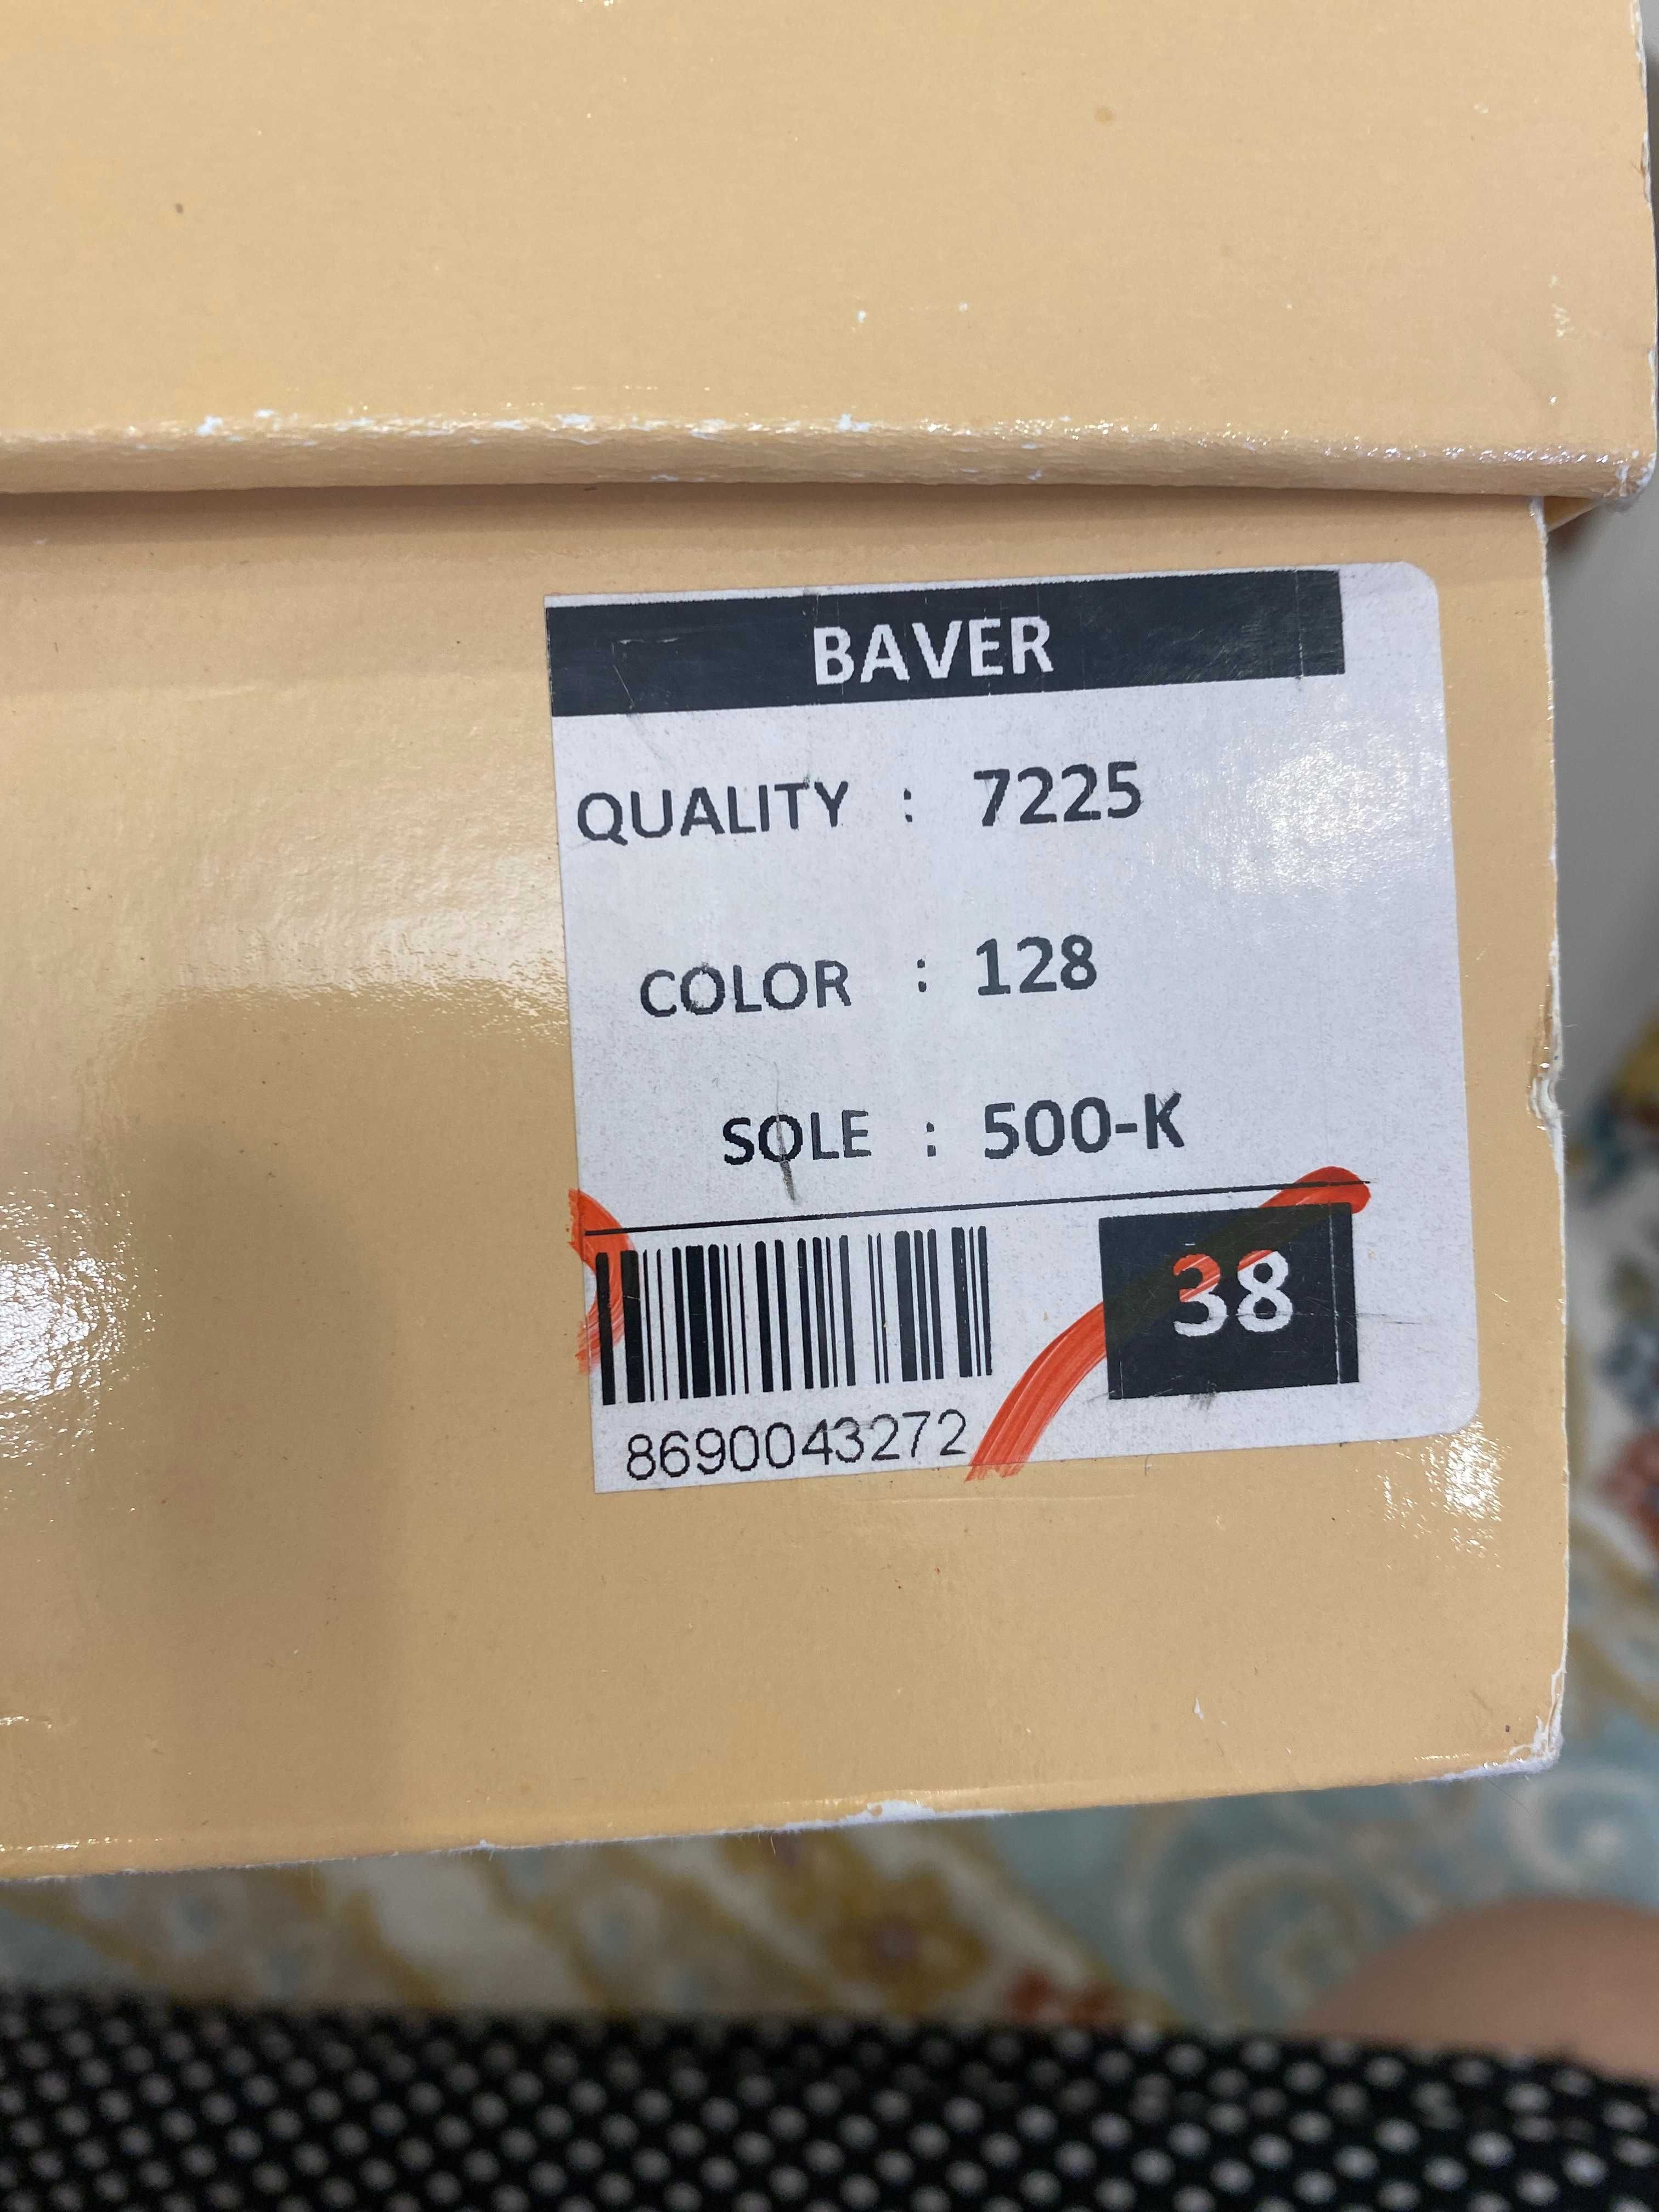 BAVER
QUALITY : 7225
COLOR : 128
SOLE : 500-K
38
8690043272